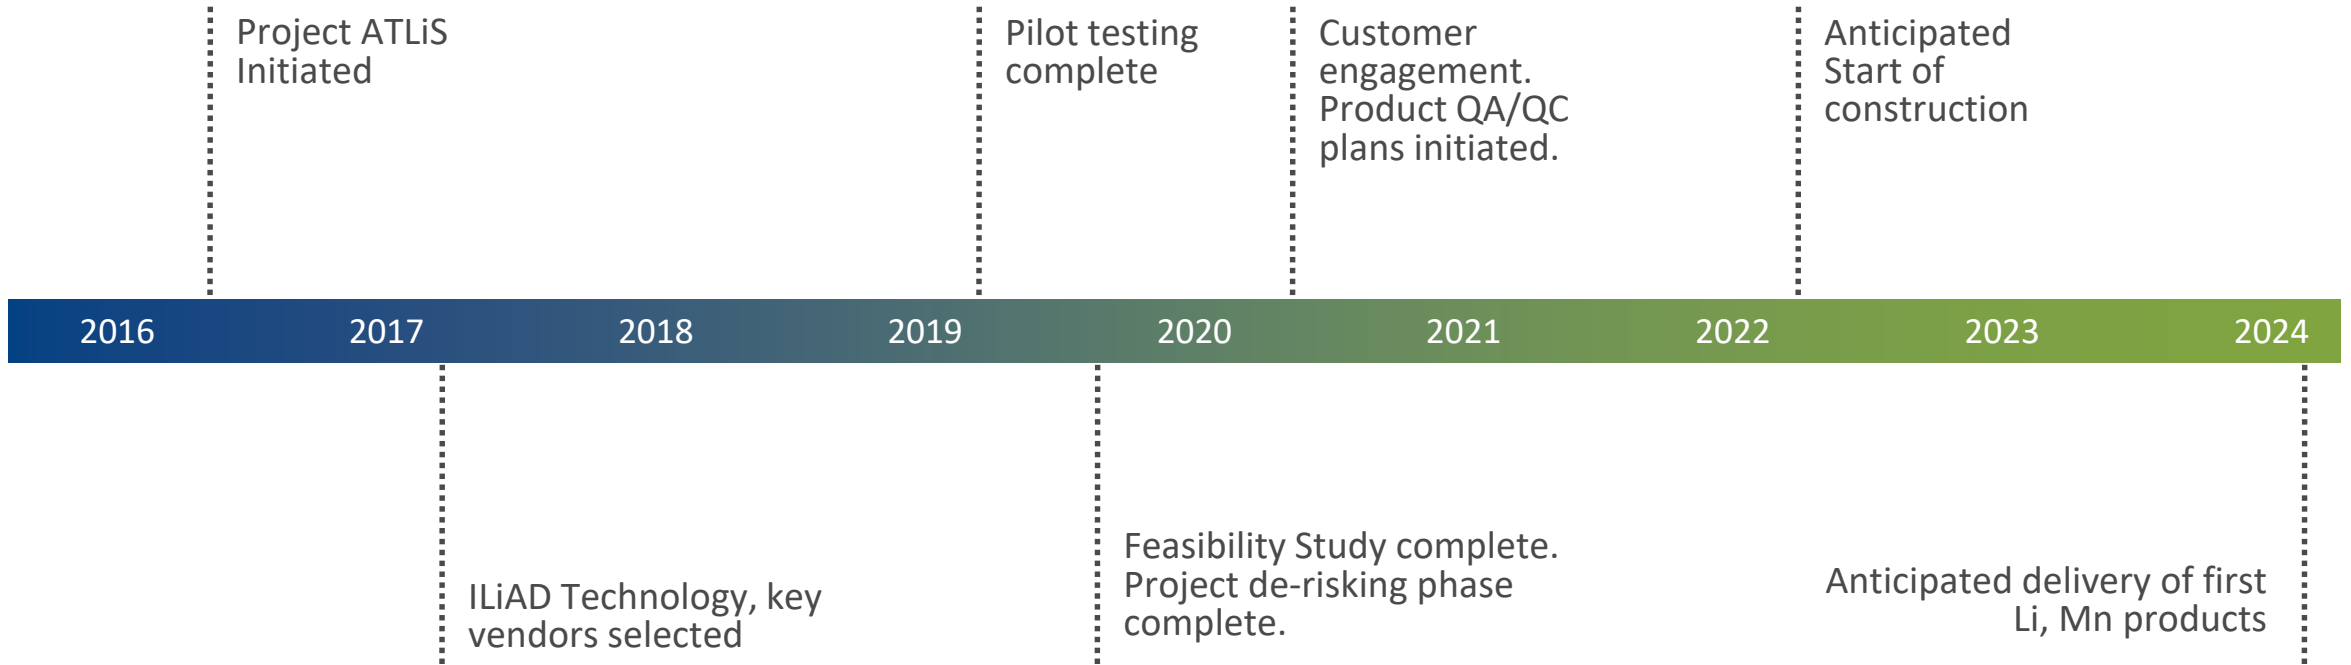 Project ATLiS
Initiated
Pilot testing
complete
Customer
engagement.
Product QA/QC
plans initiated.
Anticipated
Start of
construction
2016 2017 2018 2019 2020 2021 2022 2023 2024
ILiAD Technology, key
vendors selected
Feasibility Study complete.
Project de-risking phase
complete.
Anticipated delivery of first
Li, Mn products